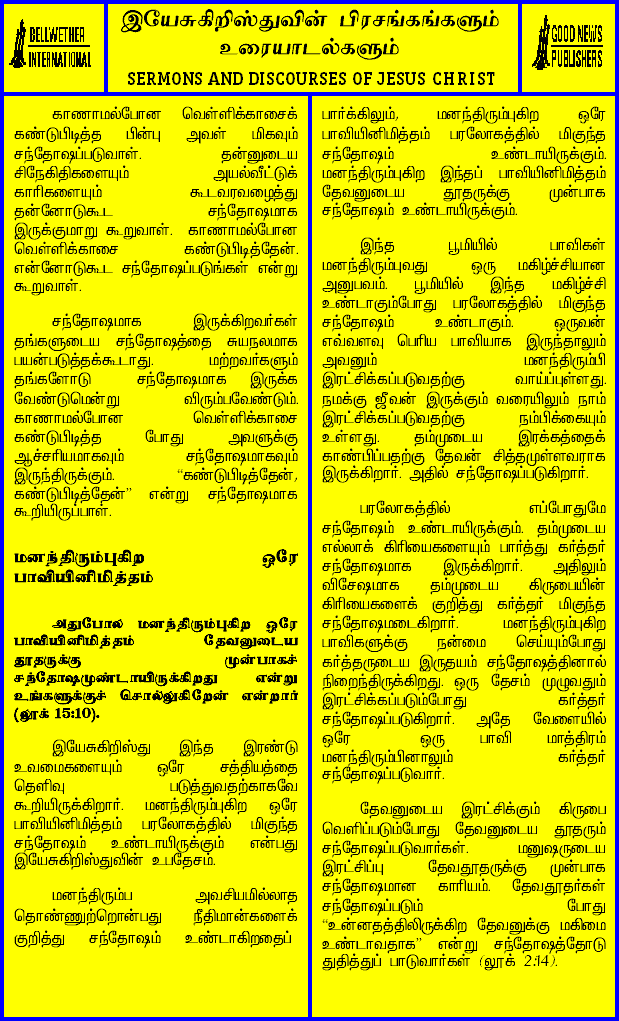 BELLWETHER
INTERNATIONAL
இயேசுகிறிஸ்துவின் பிரசங்கங்களும்
உரையாடல்களும்
SERMONS AND DISCOURSES OF JESUS CHRIST
GOOD NEWS
PUBLISHERS
காணாமல்போன வெள்ளிக்காசைக்
கண்டுபிடித்த பின்பு அவள் மிகவும்
சந்தோஷப்படுவாள். தன்னுடைய
சிநேகிதிகளையும் அயல்வீட்டுக்
காரிகளையும் கூடவரவழைத்து
தன்னோடுகூட சந்தோஷமாக
இருக்குமாறு கூறுவாள். காணாமல்போன
வெள்ளிக்காசை கண்டுபிடித்தேன்.
என்னோடுகூட சந்தோஷப்படுங்கள் என்று
கூறுவாள்.
சந்தோஷமாக இருக்கிறவர்கள்
தங்களுடைய சந்தோஷத்தை சுயநலமாக
பயன்படுத்தக்கூடாது. மற்றவர்களும்
தங்களோடு சந்தோஷமாக இருக்க
வேண்டுமென்று விரும்பவேண்டும்.
காணாமல்போன வெள்ளிக்காசை
கண்டுபிடித்த போது அவளுக்கு
ஆச்சரியமாகவும் சந்தோஷமாகவும்
இருந்திருக்கும். "கண்டுபிடித்தேன்,
கண்டுபிடித்தேன்" என்று சந்தோஷமாக
கூறியிருப்பாள்.
மனந்திரும்புகிற ஒரே
பாவியினிமித்தம்
அதுபோல மனந்திரும்புகிற ஒரே
பாவியினிமித்தம் தேவனுடைய
தூதருக்கு முன்பாகச்
சந்தோஷமுண்டாயிருக்கிறது என்று
உங்களுக்குச் சொல்லுகிறேன் என்றார்
(லூக் 15:10).
இயேசுகிறிஸ்து இந்த இரண்டு
உவமைகளையும் ஒரே சத்தியத்தை
தெளிவு படுத்துவதற்காகவே
கூறியிருக்கிறார். மனந்திரும்புகிற ஒரே
பாவியினிமித்தம் பரலோகத்தில் மிகுந்த
சந்தோஷம் உண்டாயிருக்கும் என்பது
இயேசுகிறிஸ்துவின் உபதேசம்.
மனந்திரும்ப அவசியமில்லாத
தொண்ணூற்றொன்பது நீதிமான்களைக்
குறித்து சந்தோஷம் உண்டாகிறதைப்
பார்க்கிலும், மனந்திரும்புகிற ஒரே
பாவியினிமித்தம் பரலோகத்தில் மிகுந்த
சந்தோஷம் உண்டாயிருக்கும்.
மனந்திரும்புகிற இந்தப் பாவியினிமித்தம்
தேவனுடைய தூதருக்கு முன்பாக
சந்தோஷம் உண்டாயிருக்கும்.
இந்த பூமியில் பாவிகள்
மனந்திரும்புவது ஒரு மகிழ்ச்சியான
அனுபவம். பூமியில் இந்த மகிழ்ச்சி
உண்டாகும்போது பரலோகத்தில் மிகுந்த
சந்தோஷம் உண்டாகும். ஒருவன்
எவ்வளவு பெரிய பாவியாக இருந்தாலும்
அவனும் மனந்திரும்பி
இரட்சிக்கப்படுவதற்கு வாய்ப்புள்ளது.
நமக்கு ஜீவன் இருக்கும் வரையிலும் நாம்
இரட்சிக்கப்படுவதற்கு நம்பிக்கையும்
உள்ளது. தம்முடைய இரக்கத்தைக்
காண்பிப்பதற்கு தேவன் சித்தமுள்ளவராக
இருக்கிறார். அதில் சந்தோஷப்படுகிறார்.
பரலோகத்தில் எப்போதுமே
சந்தோஷம் உண்டாயிருக்கும். தம்முடைய
எல்லாக் கிரியைகளையும் பார்த்து கர்த்தர்
சந்தோஷமாக இருக்கிறார். அதிலும்
விசேஷமாக தம்முடைய கிருபையின்
கிரியைகளைக் குறித்து கர்த்தர் மிகுந்த
சந்தோஷமடைகிறார். மனந்திரும்புகிற
பாவிகளுக்கு நன்மை செய்யும்போது
கர்த்தருடைய இருதயம் சந்தோஷத்தினால்
நிறைந்திருக்கிறது. ஒரு தேசம் முழுவதும்
இரட்சிக்கப்படும்போது கர்த்தர்
சந்தோஷப்படுகிறார். அதே வேளையில்
ஒரே ஒரு பாவி மாத்திரம்
மனந்திரும்பினாலும் கர்த்தர்
சந்தோஷப்படுவார்.
தேவனுடைய இரட்சிக்கும் கிருபை
வெளிப்படும்போது தேவனுடைய தூதரும்
சந்தோஷப்படுவார்கள். மனுஷருடைய
இரட்சிப்பு தேவதூதருக்கு முன்பாக
சந்தோஷமான காரியம். தேவதூதர்கள்
சந்தோஷப்படும் போது
"உன்னதத்திலிருக்கிற தேவனுக்கு மகிமை
உண்டாவதாக" என்று சந்தோஷத்தோடு
துதித்துப் பாடுவார்கள் (லூக் 2:14).